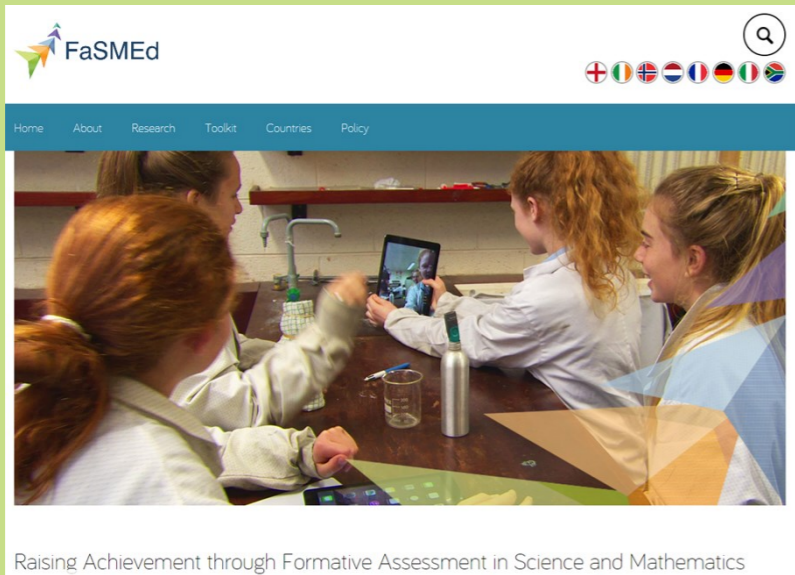 FaSMEd
Home About Research Toolkit Countries Policy
Raising Achievement through Formative Assessment in Science and Mathematics